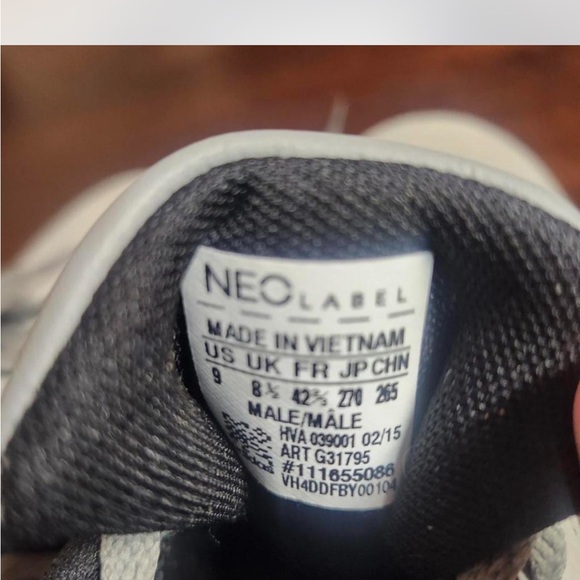 NEO LABEL
MADE IN VIETNAM
US UK FR JP CHN
9 8½ 42⅔ 270 265
MALE/MÂLE
HVA 039001 02/15
ART G31795
#111655086
VH4DDFBY00104